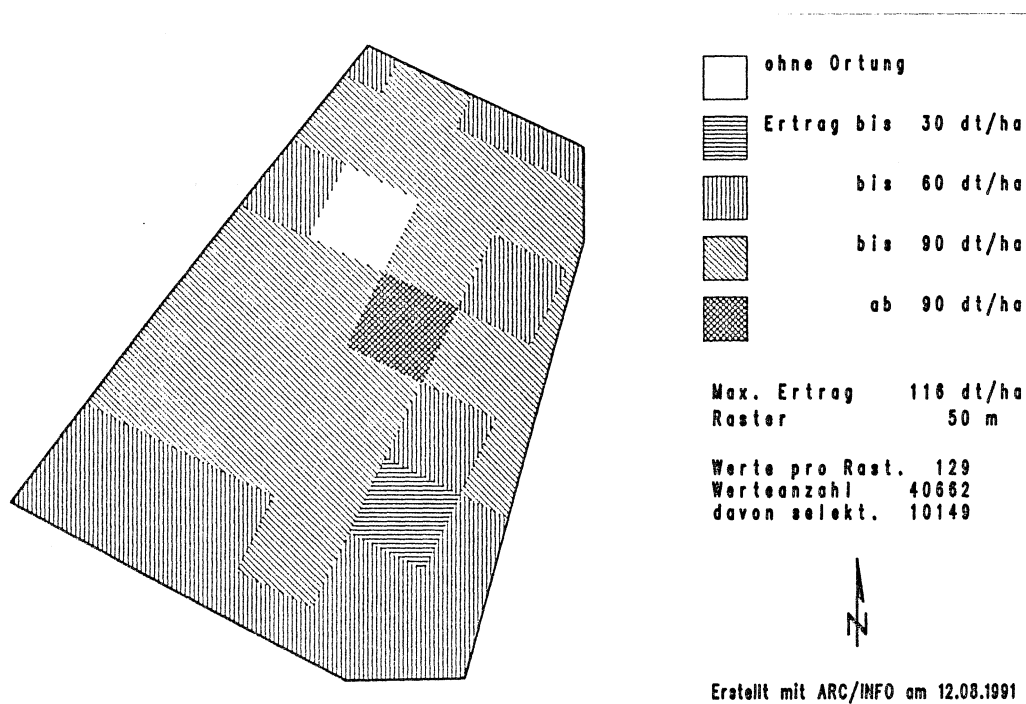 ohne Ortung
Ertrag bis 30 dt/ha
bis 60 dt/ha
bis 90 dt/ha
ab 90 dt/ha
Max. Ertrag 116 dt/ha
Raster 50 m
Werte pro Rast. 129
Werteanzahl 40662
davon selekt. 10149
N
Erstellt mit ARC/INFO am 12.08.1991